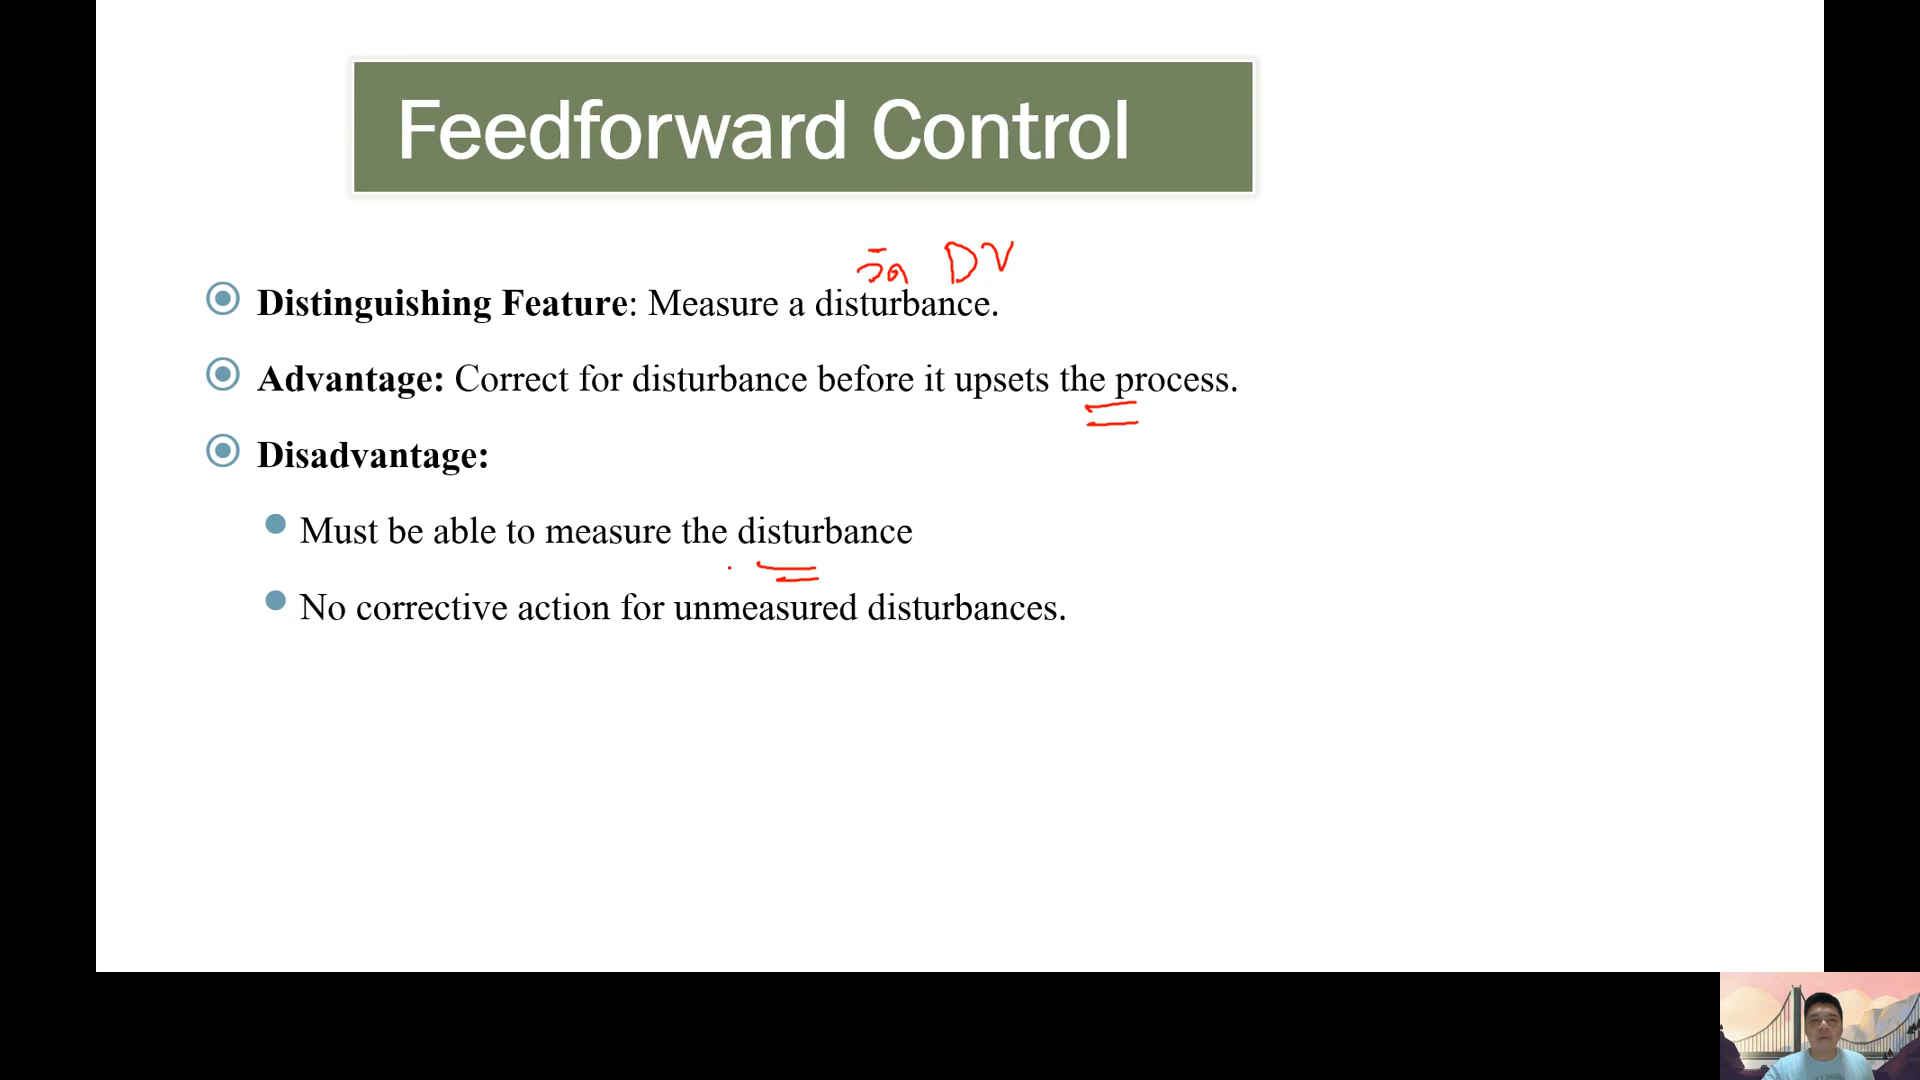 Feedforward Control
วัด DV
Distinguishing Feature: Measure a disturbance.
Advantage: Correct for disturbance before it upsets the process.
Disadvantage:
Must be able to measure the disturbance
No corrective action for unmeasured disturbances.